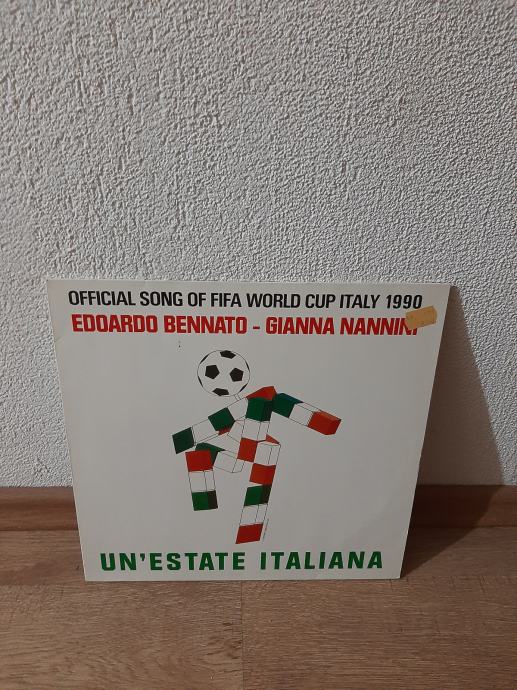 OFFICIAL SONG OF FIFA WORLD CUP ITALY 1990
EDOARDO BENNATO - GIANNA NANNINI
UN'ESTATE ITALIANA